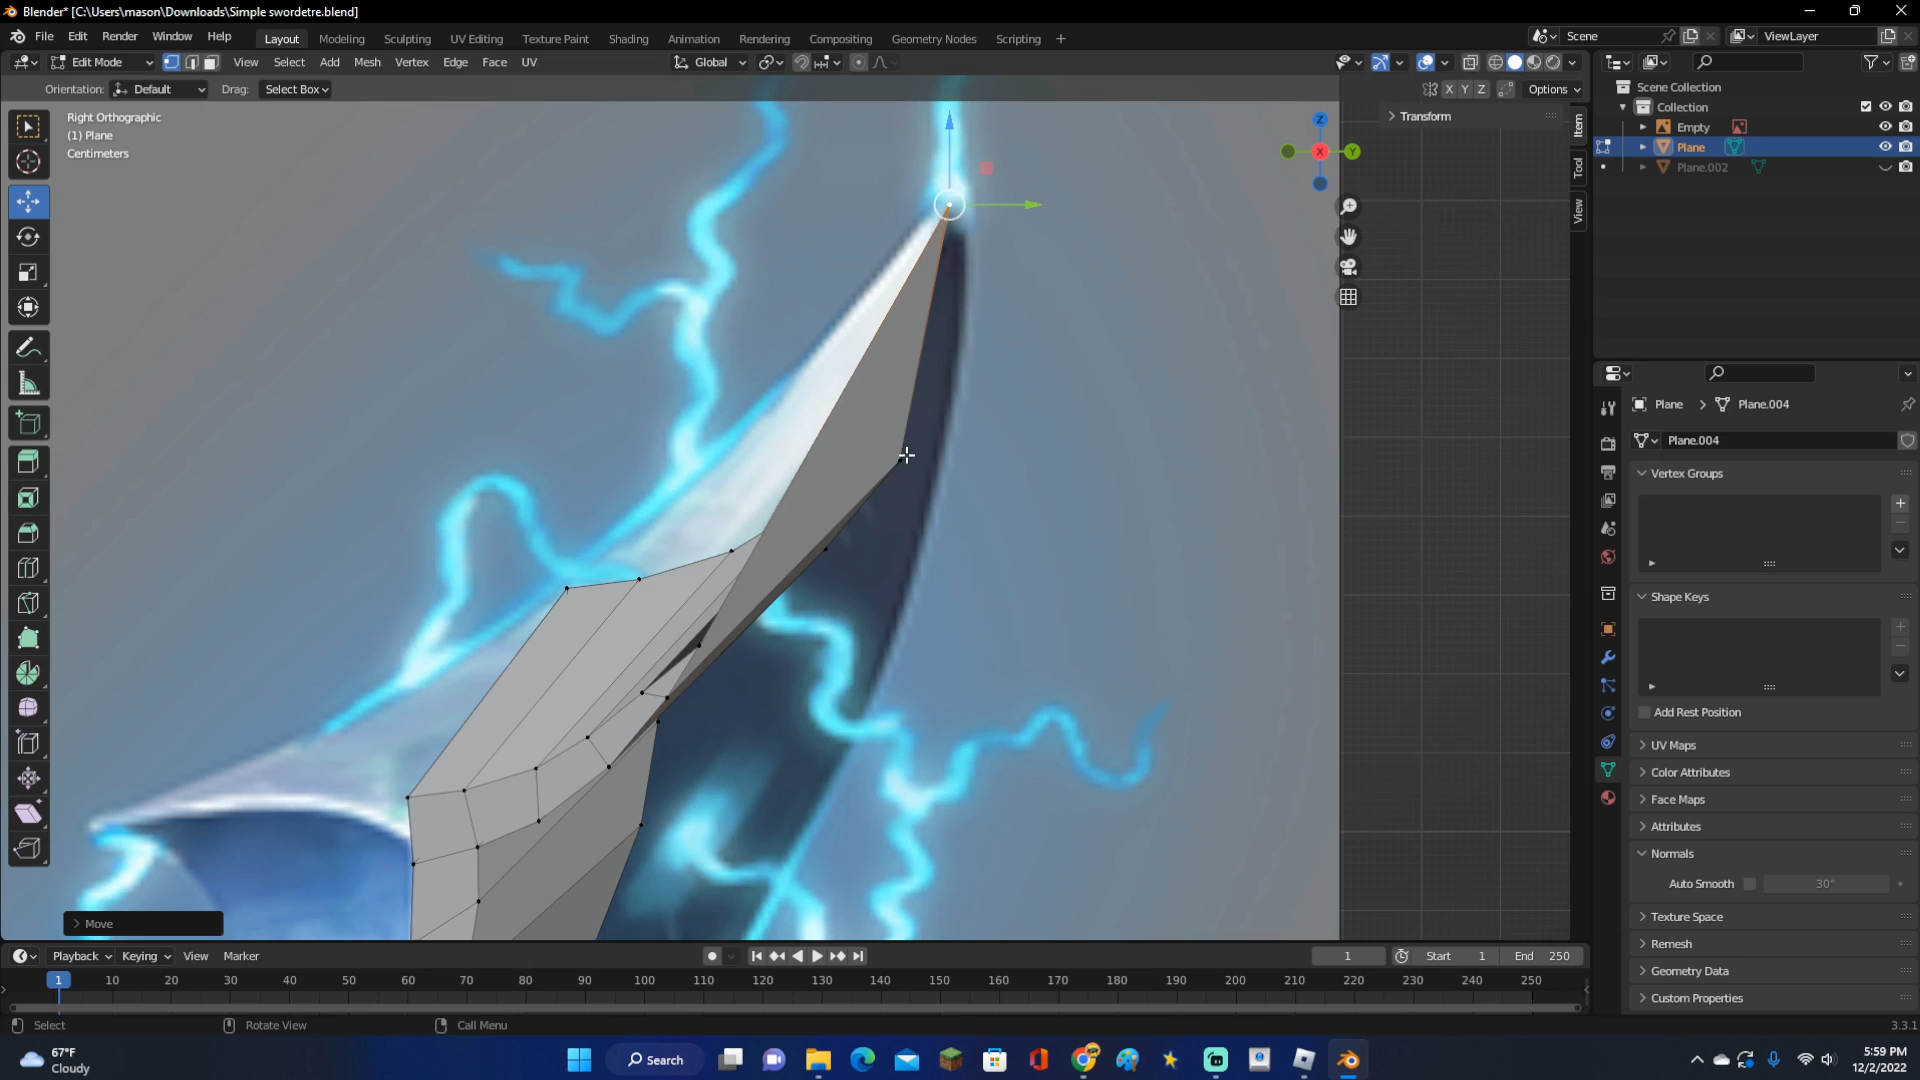 Blender* [C:\Users\mason\Downloads\Simple swordetre.blend]
File Edit Render Window Help Layout Modeling Sculpting UV Editing Texture Paint Shading Animation Rendering Compositing Geometry Nodes Scripting + Scene ViewLayer
Edit Mode View Select Add Mesh Vertex Edge Face UV Global
Orientation: Default Drag: Select Box X Y Z Options
Right Orthographic
(1) Plane
Centimeters
Transform
Item
Tool
View
Z
X
Y
Move
Scene Collection
Collection
Empty
Plane
Plane.002
Plane > Plane.004
Plane.004
Vertex Groups
Shape Keys
Add Rest Position
UV Maps
Color Attributes
Face Maps
Attributes
Normals
Auto Smooth 30°
Texture Space
Remesh
Geometry Data
Custom Properties
Playback Keying View Marker 1 Start 1 End 250
1 10 20 30 40 50 60 70 80 90 100 110 120 130 140 150 160 170 180 190 200 210 220 230 240 250
Select Rotate View Call Menu 3.3.1
67°F
Cloudy
Search
5:59 PM
12/2/2022